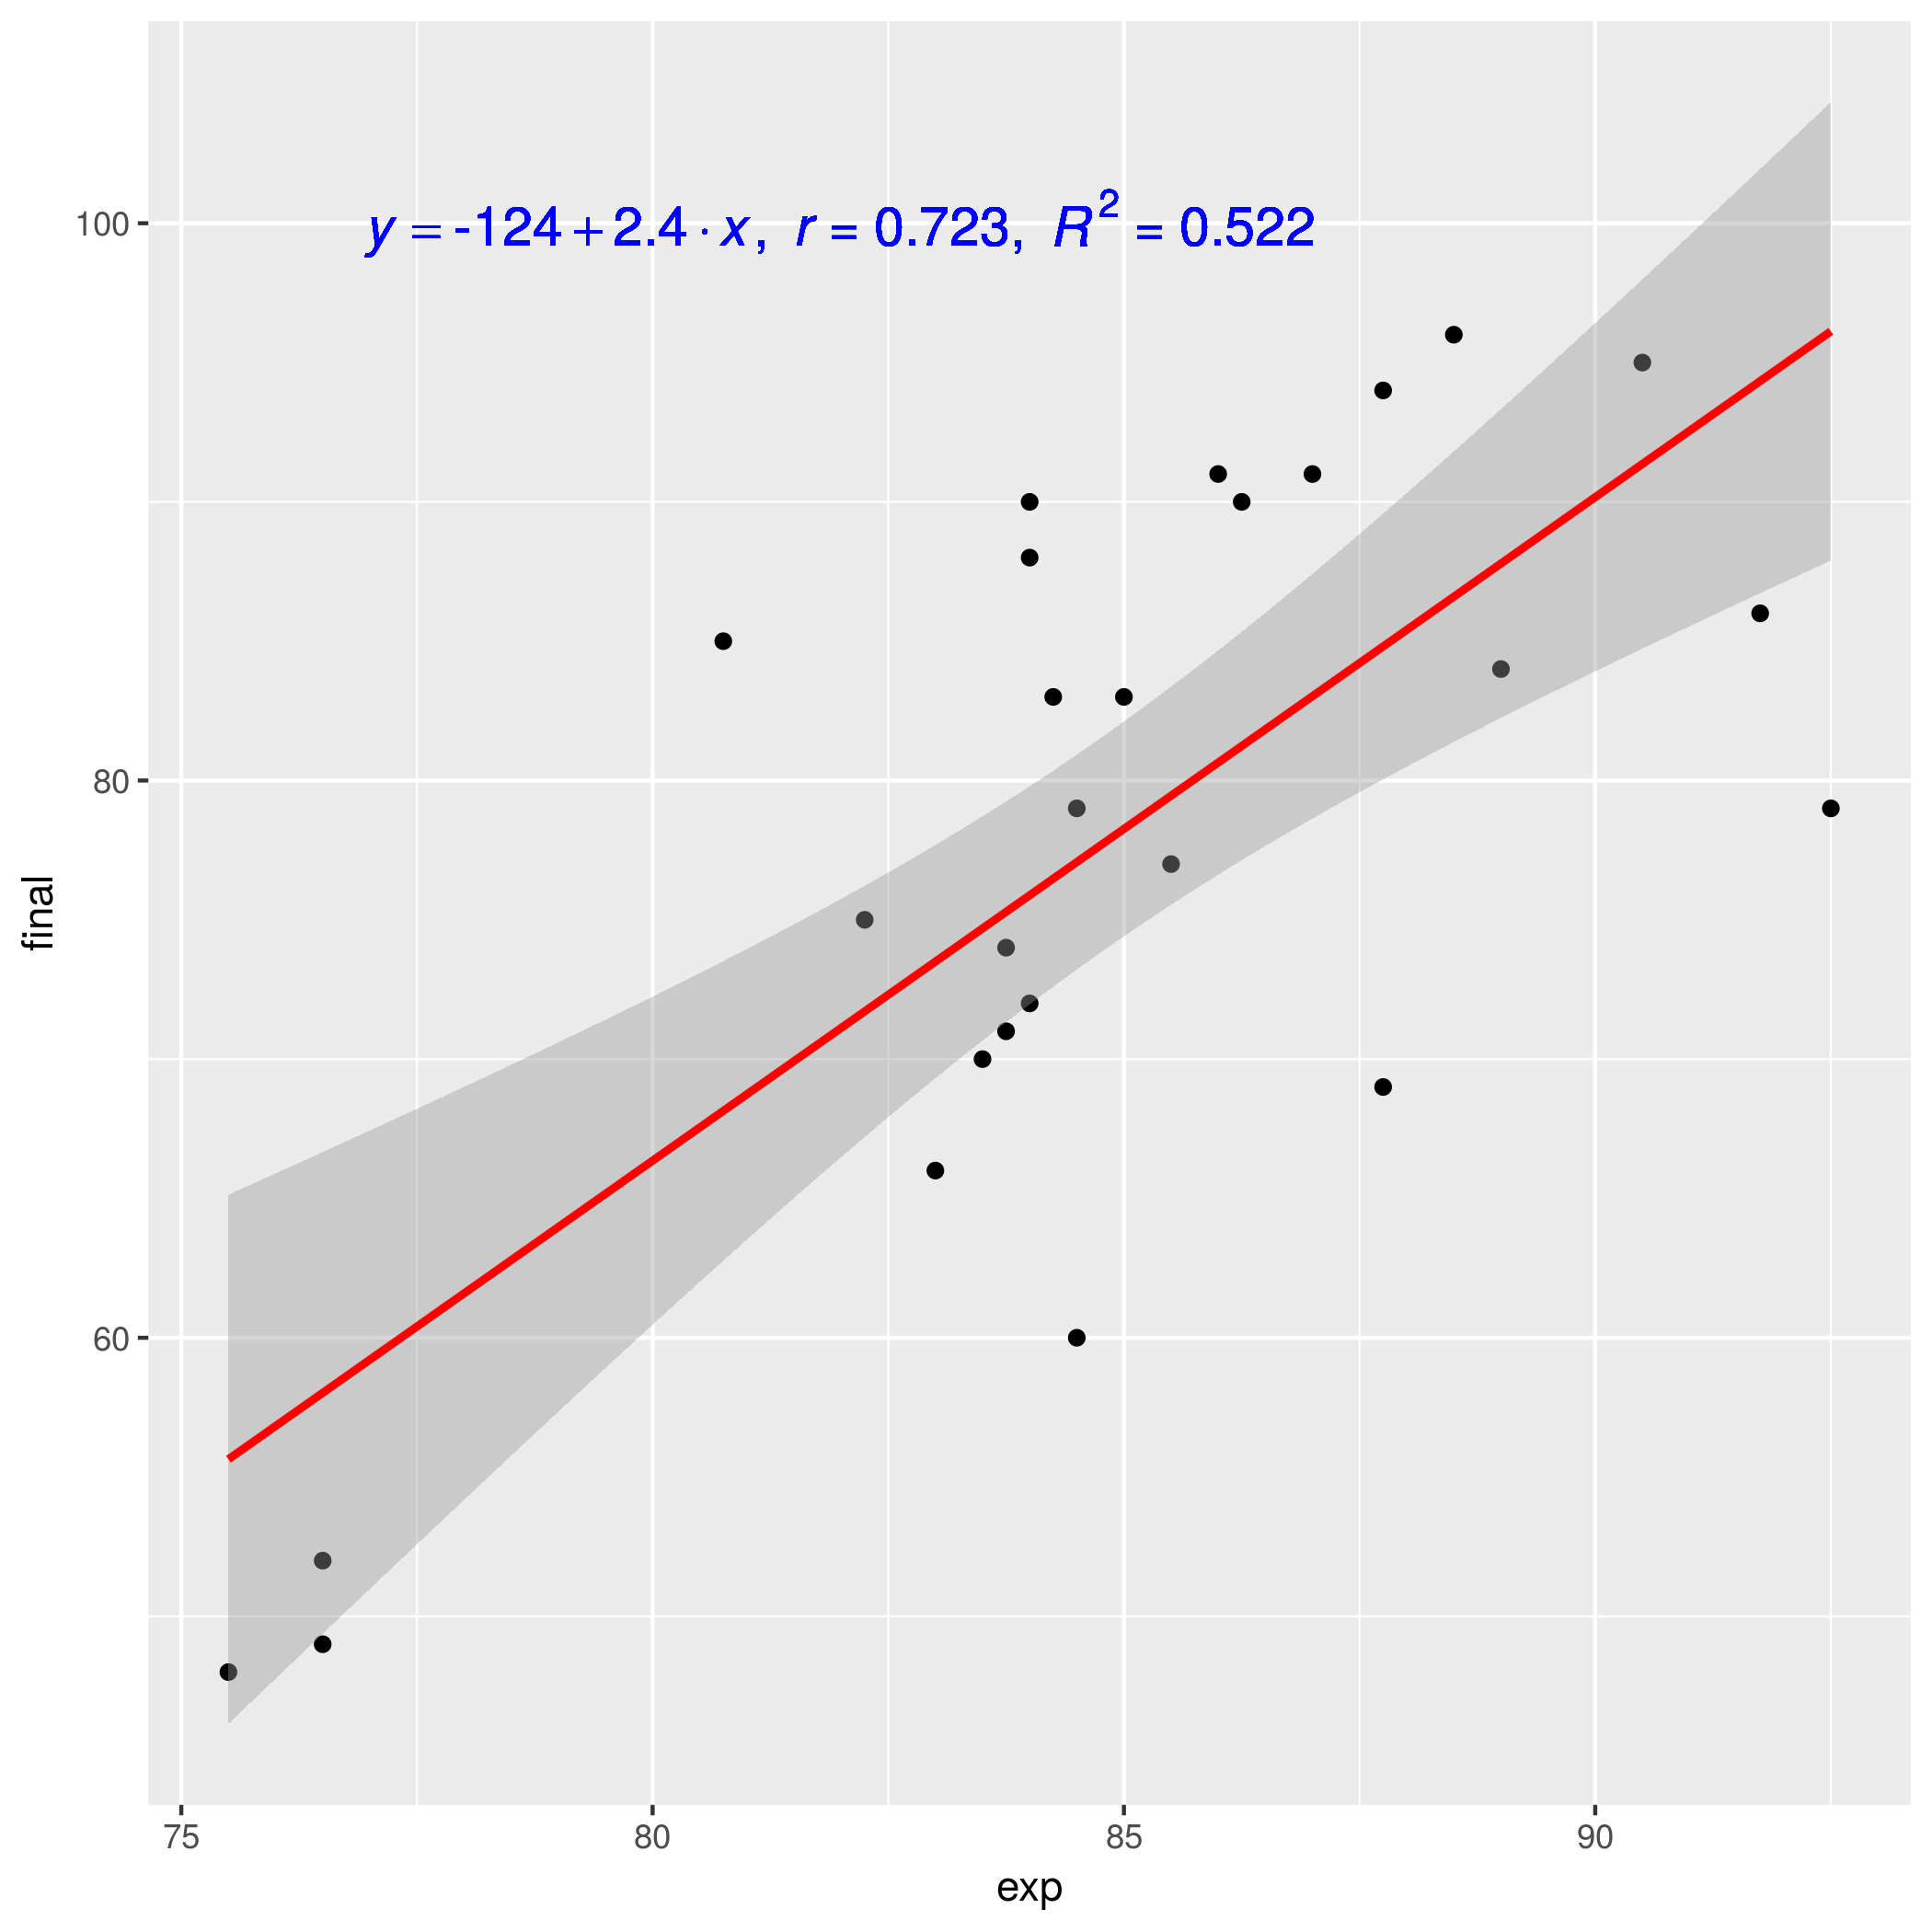 y = -124 + 2.4 · x, r = 0.723, R² = 0.522
100
80
60
final
75 80 85 90
exp